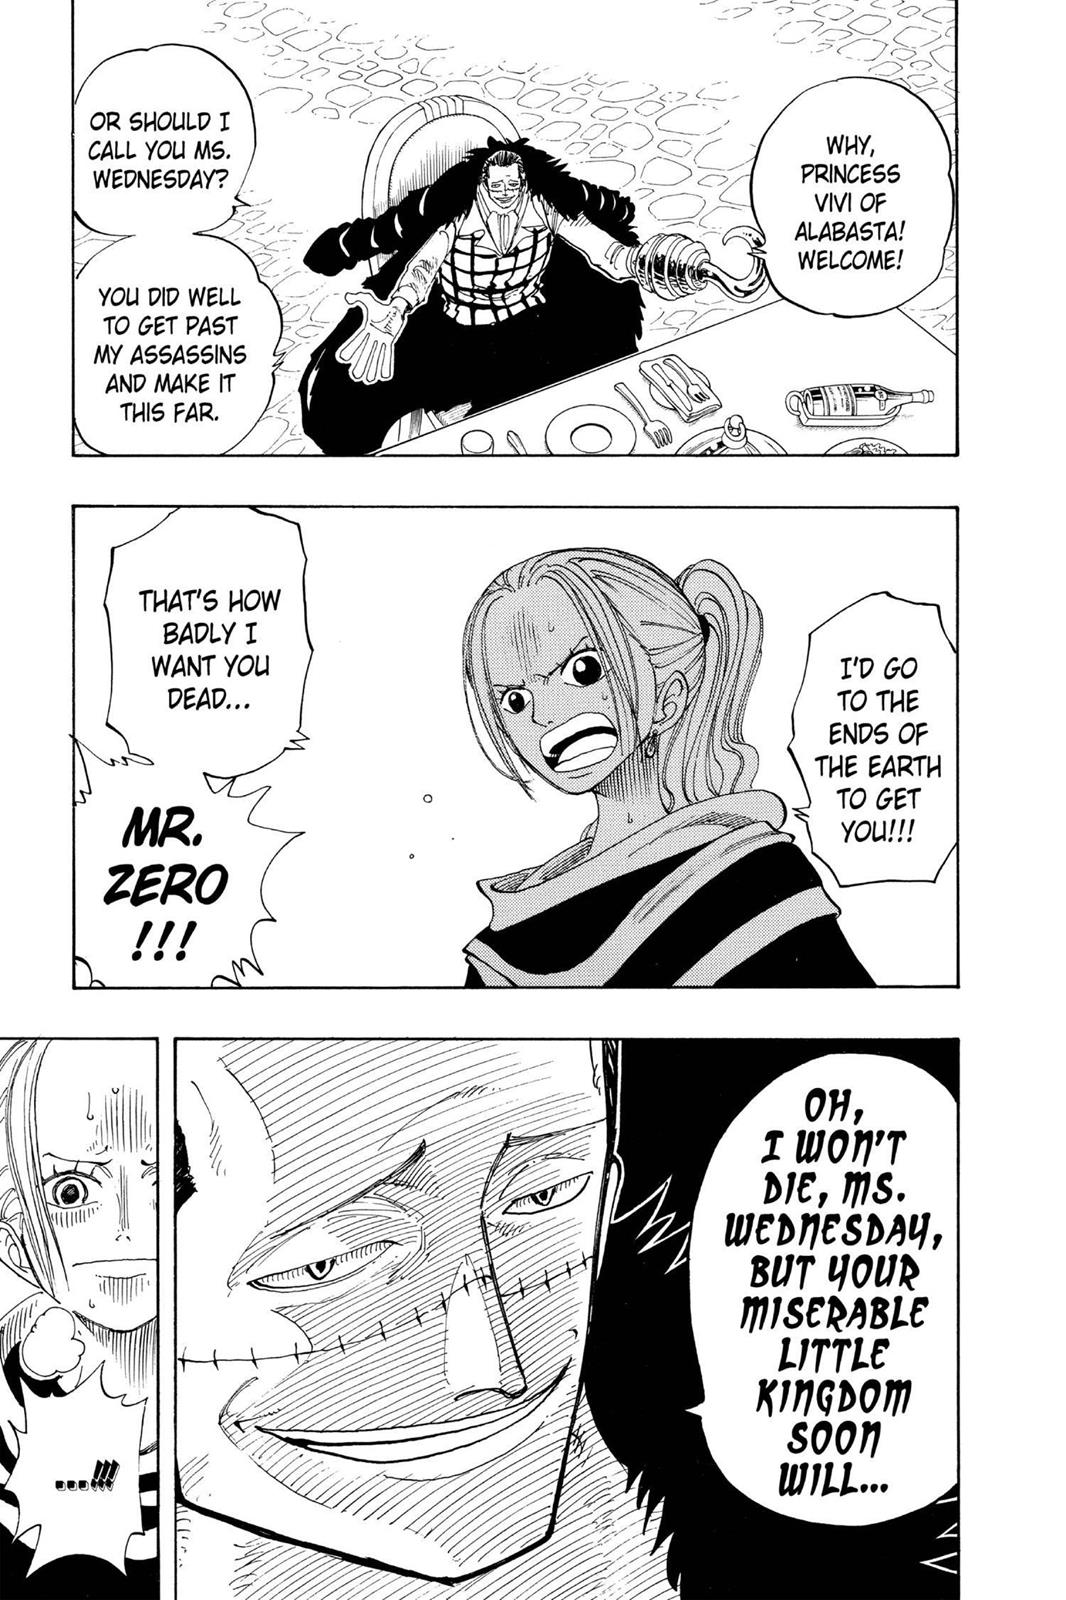 WHY,
PRINCESS
VIVI OF
ALABASTA!
WELCOME!
OR SHOULD I
CALL YOU MS.
WEDNESDAY?
YOU DID WELL
TO GET PAST
MY ASSASSINS
AND MAKE IT
THIS FAR.
I'D GO
TO THE
ENDS OF
THE EARTH
TO GET
YOU!!!
THAT'S HOW
BADLY I
WANT YOU
DEAD...
MR.
ZERO
!!!
OH,
I WON'T
DIE, MS.
WEDNESDAY,
BUT YOUR
MISERABLE
LITTLE
KINGDOM
SOON
WILL...
...!!!